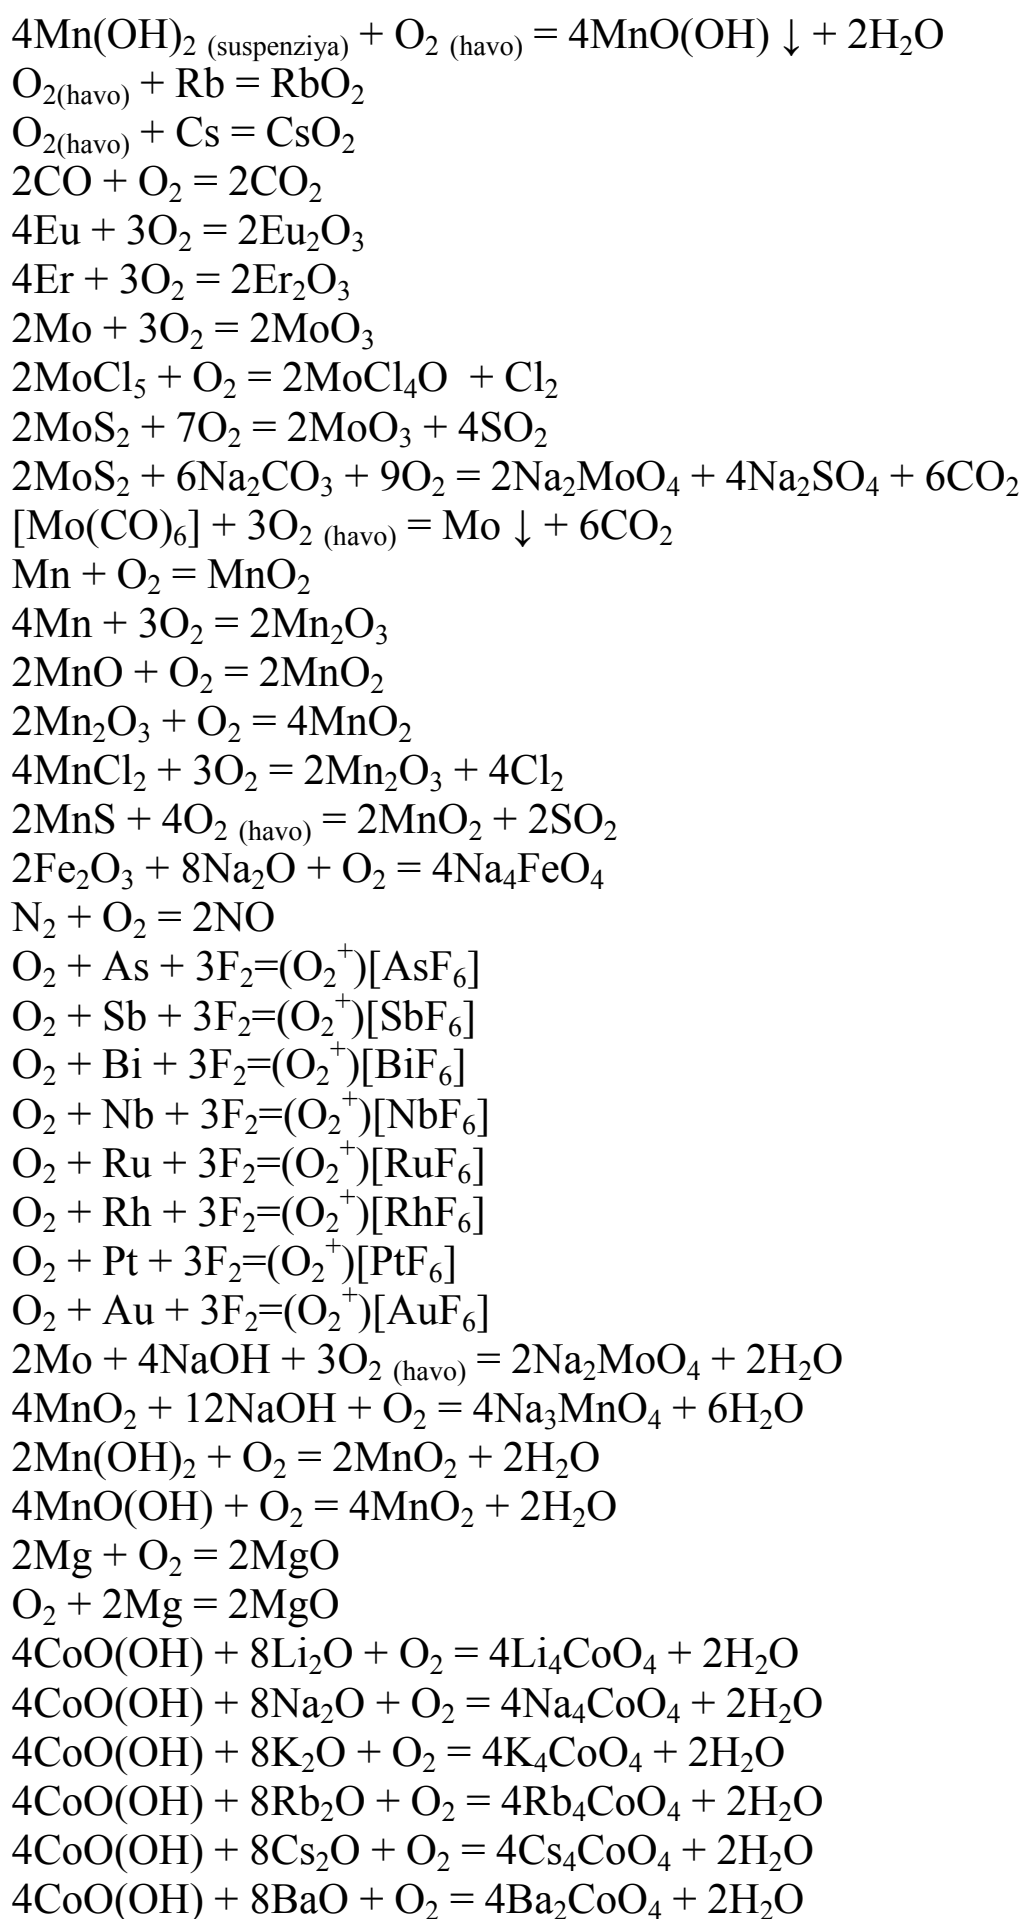 4Mn(OH)₂ (suspenziya) + O₂ (havo) = 4MnO(OH) ↓ + 2H₂O
O₂(havo) + Rb = RbO₂
O₂(havo) + Cs = CsO₂
2CO + O₂ = 2CO₂
4Eu + 3O₂ = 2Eu₂O₃
4Er + 3O₂ = 2Er₂O₃
2Mo + 3O₂ = 2MoO₃
2MoCl₅ + O₂ = 2MoCl₄O + Cl₂
2MoS₂ + 7O₂ = 2MoO₃ + 4SO₂
2MoS₂ + 6Na₂CO₃ + 9O₂ = 2Na₂MoO₄ + 4Na₂SO₄ + 6CO₂
[Mo(CO)₆] + 3O₂ (havo) = Mo ↓ + 6CO₂
Mn + O₂ = MnO₂
4Mn + 3O₂ = 2Mn₂O₃
2MnO + O₂ = 2MnO₂
2Mn₂O₃ + O₂ = 4MnO₂
4MnCl₂ + 3O₂ = 2Mn₂O₃ + 4Cl₂
2MnS + 4O₂ (havo) = 2MnO₂ + 2SO₂
2Fe₂O₃ + 8Na₂O + O₂ = 4Na₄FeO₄
N₂ + O₂ = 2NO
O₂ + As + 3F₂=(O₂⁺)[AsF₆]
O₂ + Sb + 3F₂=(O₂⁺)[SbF₆]
O₂ + Bi + 3F₂=(O₂⁺)[BiF₆]
O₂ + Nb + 3F₂=(O₂⁺)[NbF₆]
O₂ + Ru + 3F₂=(O₂⁺)[RuF₆]
O₂ + Rh + 3F₂=(O₂⁺)[RhF₆]
O₂ + Pt + 3F₂=(O₂⁺)[PtF₆]
O₂ + Au + 3F₂=(O₂⁺)[AuF₆]
2Mo + 4NaOH + 3O₂ (havo) = 2Na₂MoO₄ + 2H₂O
4MnO₂ + 12NaOH + O₂ = 4Na₃MnO₄ + 6H₂O
2Mn(OH)₂ + O₂ = 2MnO₂ + 2H₂O
4MnO(OH) + O₂ = 4MnO₂ + 2H₂O
2Mg + O₂ = 2MgO
O₂ + 2Mg = 2MgO
4CoO(OH) + 8Li₂O + O₂ = 4Li₄CoO₄ + 2H₂O
4CoO(OH) + 8Na₂O + O₂ = 4Na₄CoO₄ + 2H₂O
4CoO(OH) + 8K₂O + O₂ = 4K₄CoO₄ + 2H₂O
4CoO(OH) + 8Rb₂O + O₂ = 4Rb₄CoO₄ + 2H₂O
4CoO(OH) + 8Cs₂O + O₂ = 4Cs₄CoO₄ + 2H₂O
4CoO(OH) + 8BaO + O₂ = 4Ba₂CoO₄ + 2H₂O